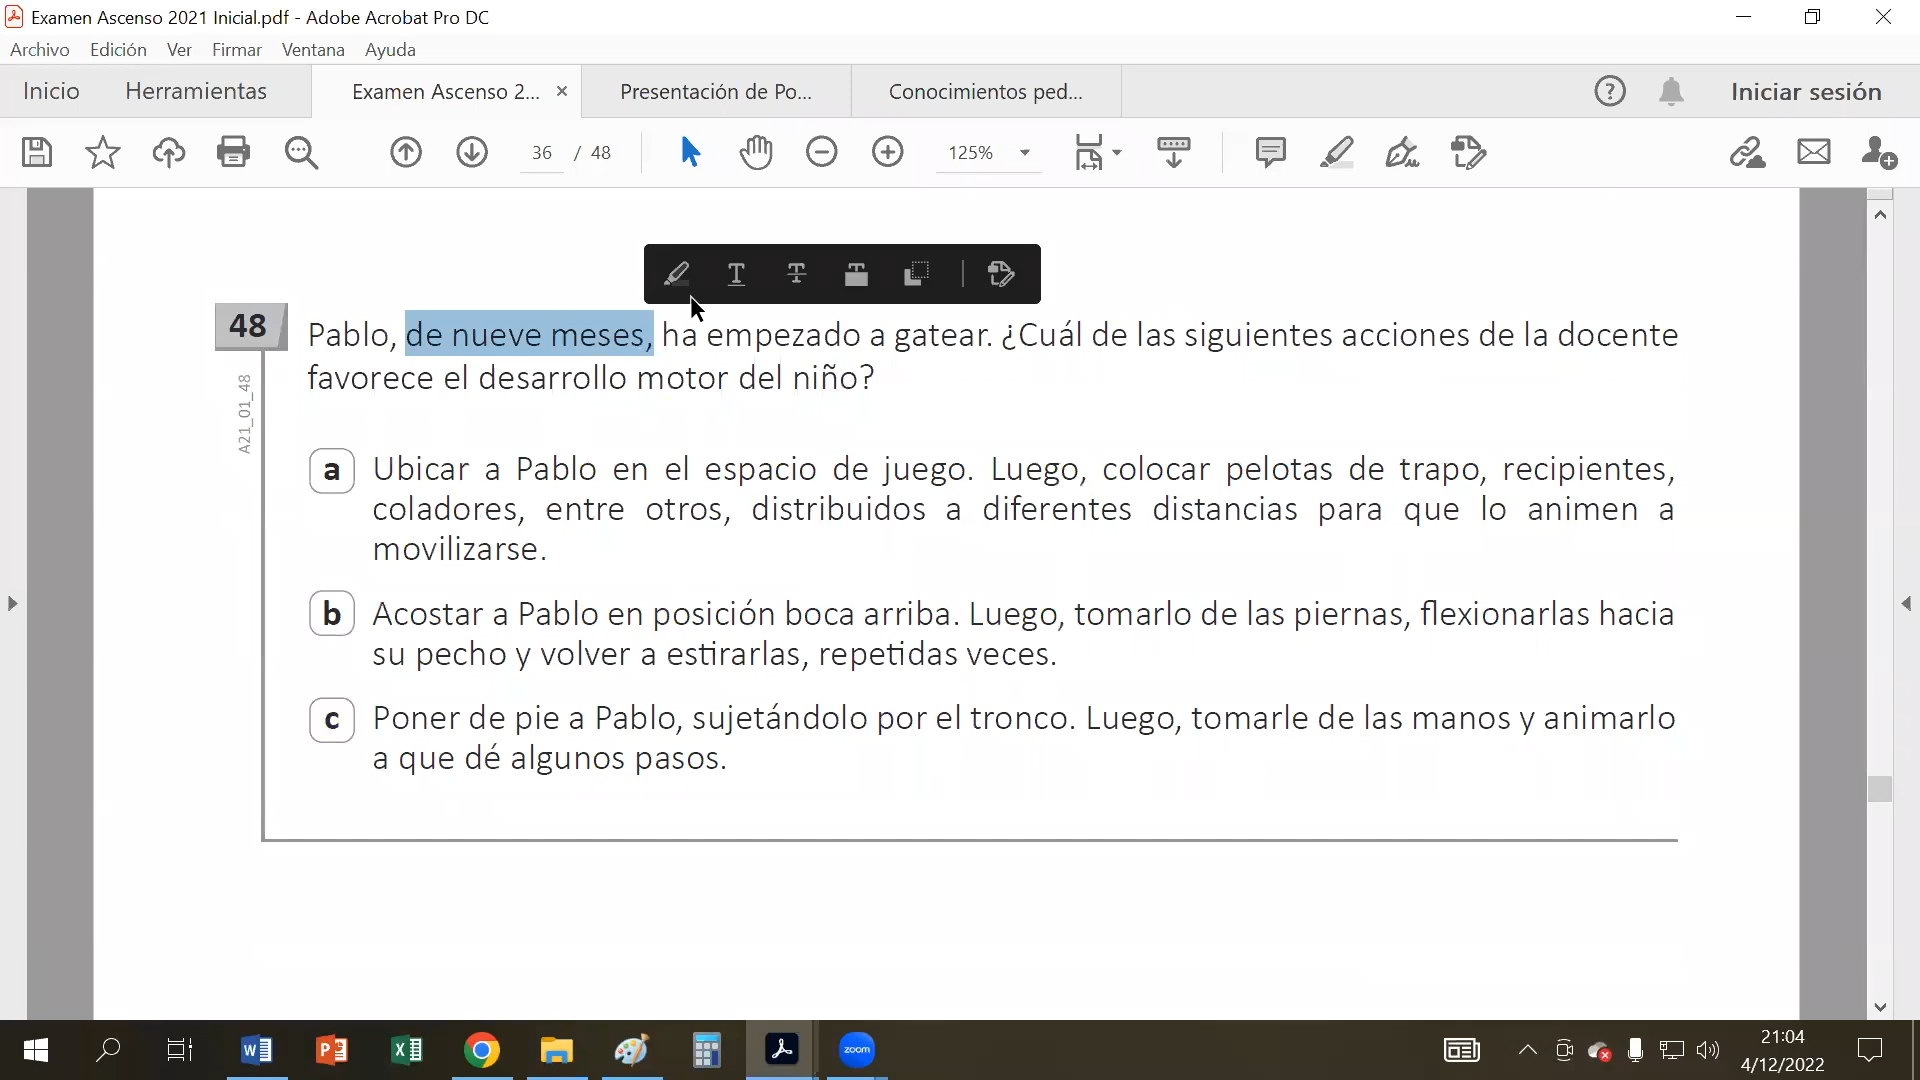 Examen Ascenso 2021 Inicial.pdf - Adobe Acrobat Pro DC
Archivo Edición Ver Firmar Ventana Ayuda
Inicio Herramientas Examen Ascenso 2... × Presentación de Po... Conocimientos ped... Iniciar sesión
36 / 48 125%
48 Pablo, de nueve meses, ha empezado a gatear. ¿Cuál de las siguientes acciones de la docente
favorece el desarrollo motor del niño?
A21_01_48
a Ubicar a Pablo en el espacio de juego. Luego, colocar pelotas de trapo, recipientes,
coladores, entre otros, distribuidos a diferentes distancias para que lo animen a
movilizarse.
b Acostar a Pablo en posición boca arriba. Luego, tomarlo de las piernas, flexionarlas hacia
su pecho y volver a estirarlas, repetidas veces.
c Poner de pie a Pablo, sujetándolo por el tronco. Luego, tomarle de las manos y animarlo
a que dé algunos pasos.
zoom
21:04
4/12/2022